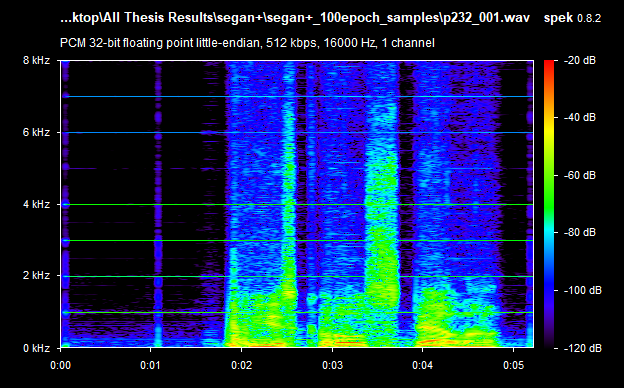 ...ktop\All Thesis Results\segan+\segan+_100epoch_samples\p232_001.wav spek 0.8.2
PCM 32-bit floating point little-endian, 512 kbps, 16000 Hz, 1 channel
8 kHz
6 kHz
4 kHz
2 kHz
0 kHz
0:00 0:01 0:02 0:03 0:04 0:05
-20 dB
-40 dB
-60 dB
-80 dB
-100 dB
-120 dB